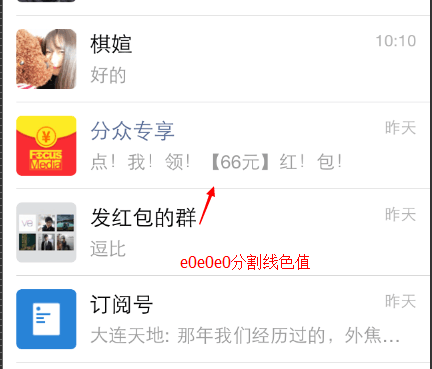 棋媗
10:10
好的
分众专享
昨天
点！我！领！【66元】红！包！
FOCUS
Media
发红包的群
昨天
逗比
e0e0e0分割线色值
订阅号
昨天
大连天地: 那年我们经历过的，外焦…